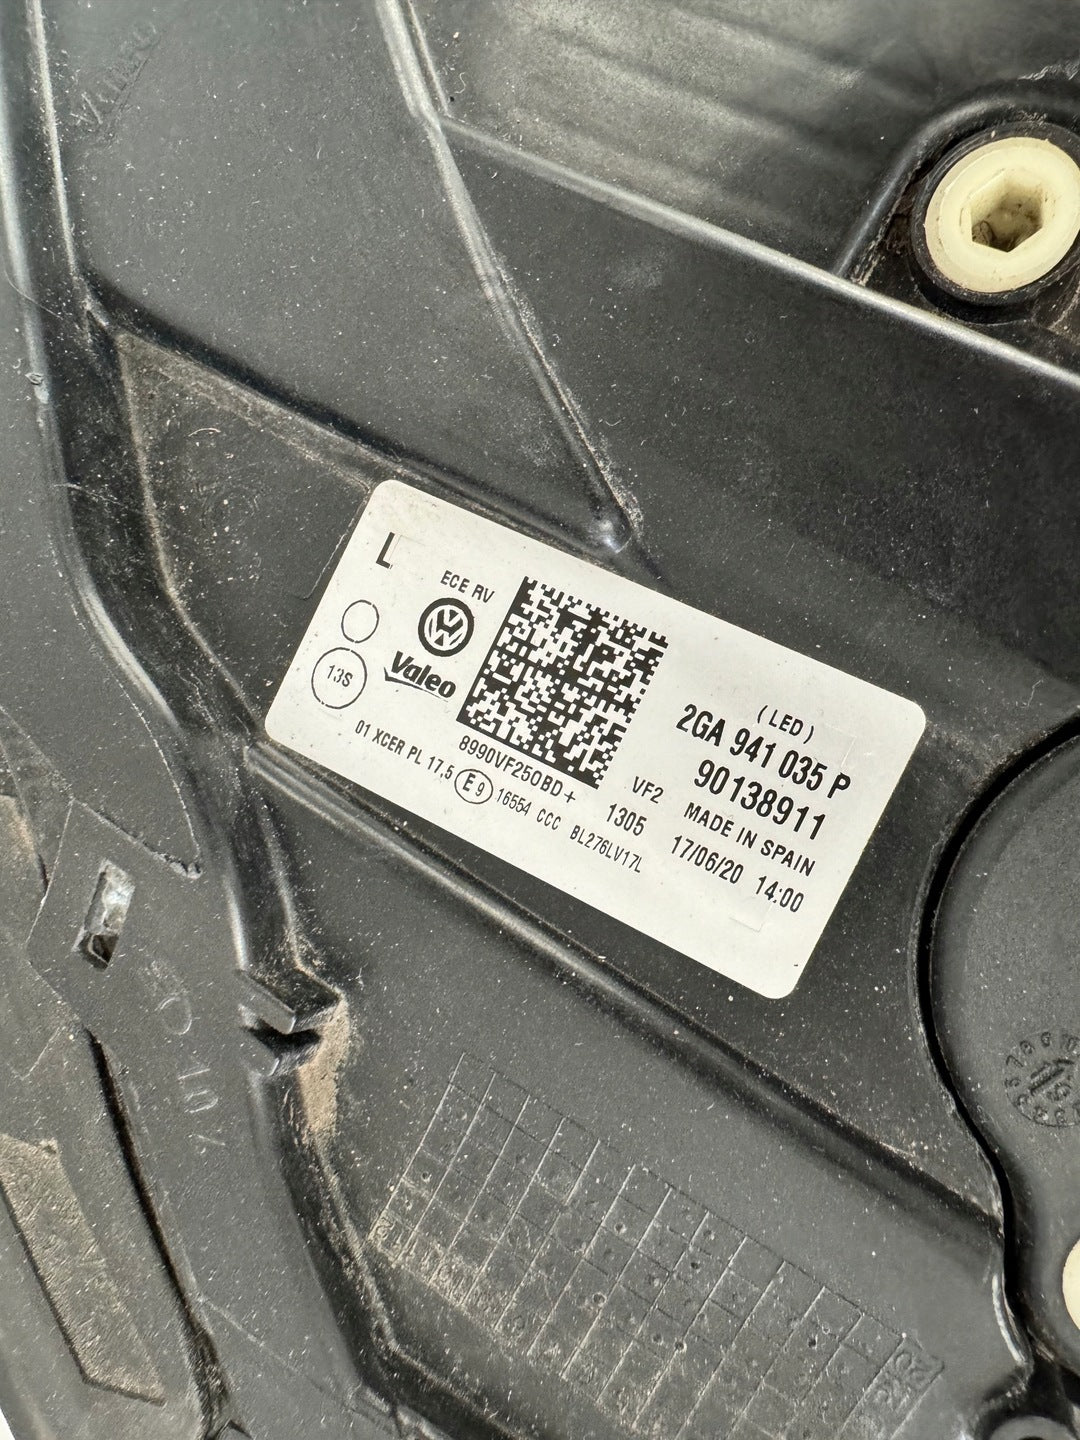 L
ECE RV
Valeo
13S
8990VF250BD+
01 XCER PL 17,5 E9 16554 CCC BL276LV17L
(LED)
2GA 941 035 P
90138911
VF2 MADE IN SPAIN
1305 17/06/20 14:00